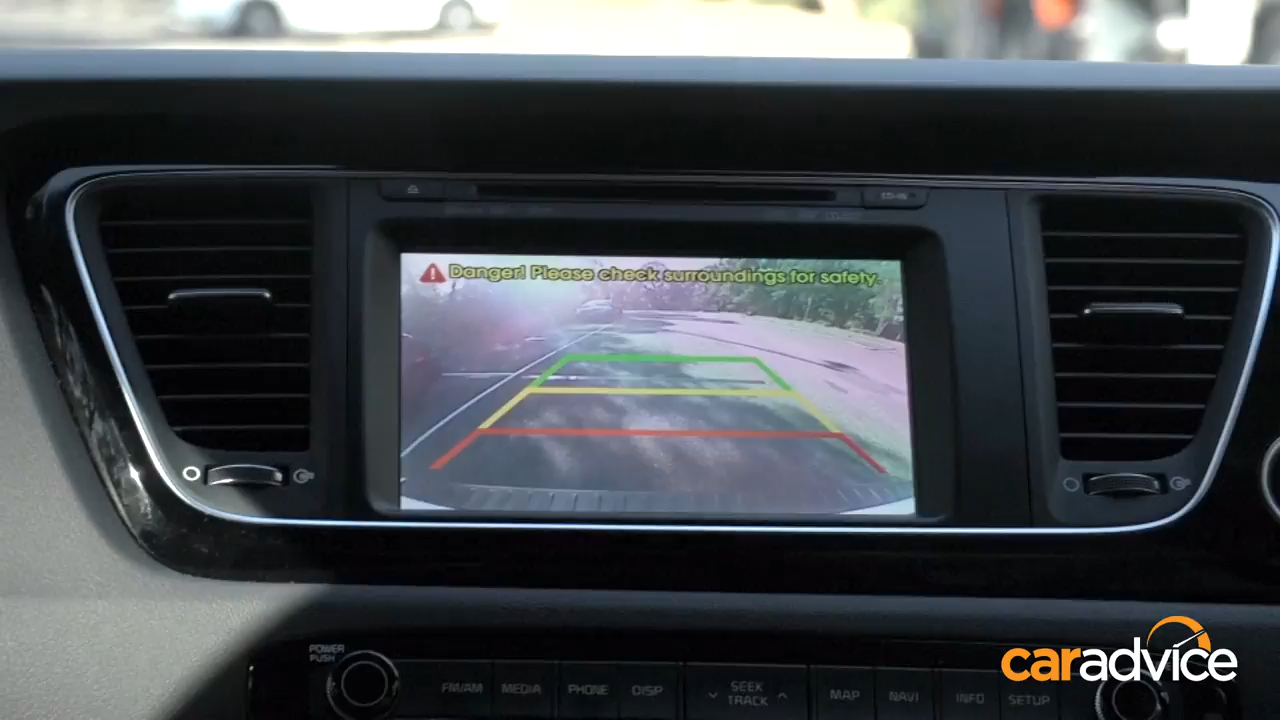 Danger! Please check surroundings for safety.
POWER
PUSH
FM/AM MEDIA PHONE DISP SEEK TRACK MAP NAVI INFO SETUP
caradvice